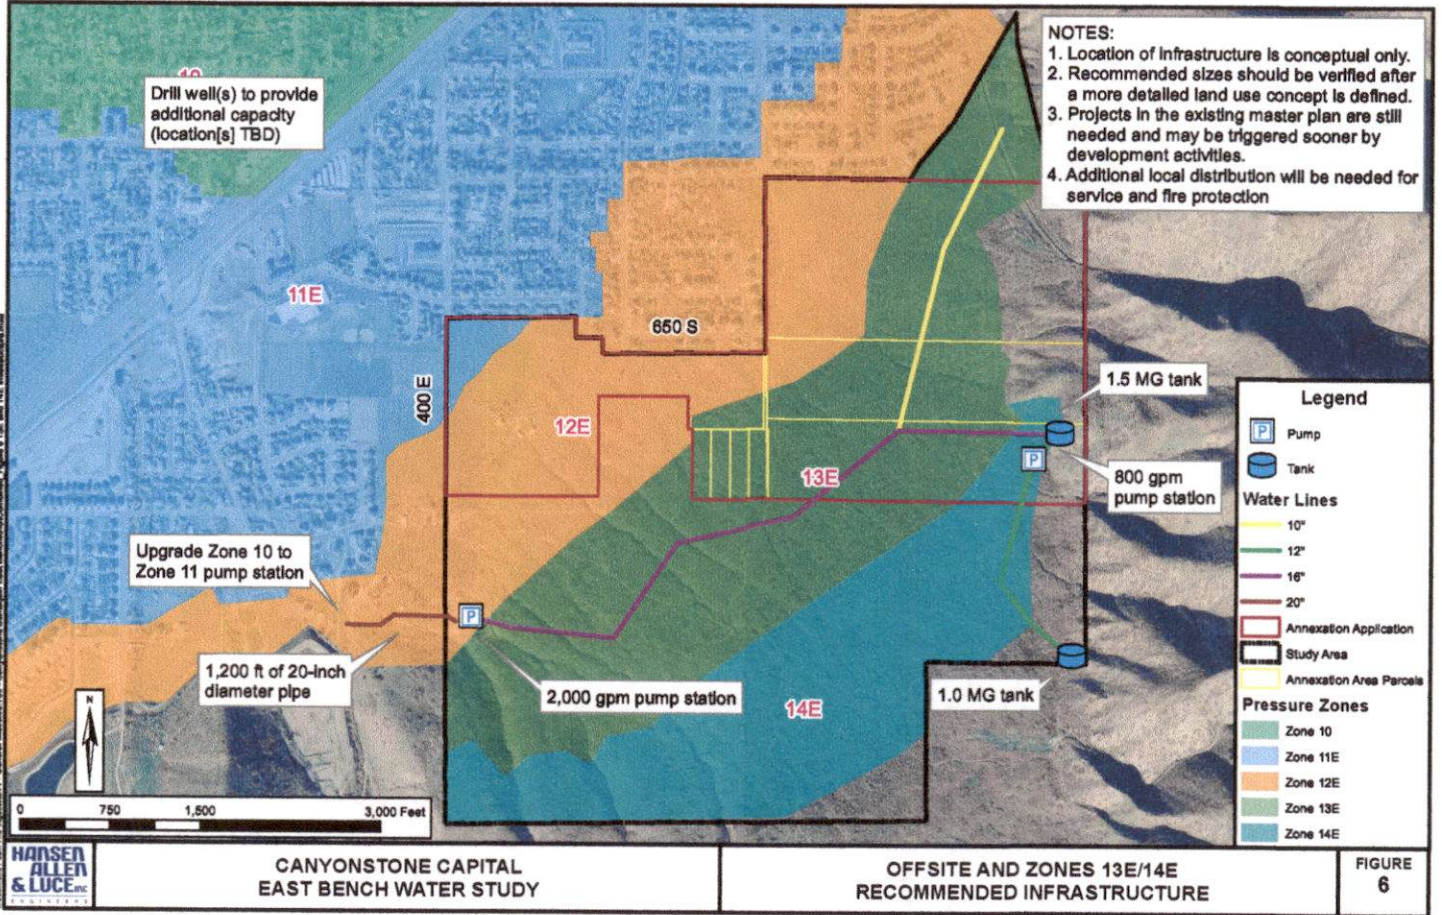 NOTES:
1. Location of infrastructure is conceptual only.
2. Recommended sizes should be verified after
a more detailed land use concept is defined.
3. Projects in the existing master plan are still
needed and may be triggered sooner by
development activities.
4. Additional local distribution will be needed for
service and fire protection
10
Drill well(s) to provide
additional capacity
(location[s] TBD)
11E
650 S
400 E
12E
13E
14E
1.5 MG tank
800 gpm
pump station
P
P
Upgrade Zone 10 to
Zone 11 pump station
1,200 ft of 20-inch
diameter pipe
2,000 gpm pump station
1.0 MG tank
N
0 750 1,500 3,000 Feet
Legend
P Pump
Tank
Water Lines
10"
12"
16"
20"
Annexation Application
Study Area
Annexation Area Parcels
Pressure Zones
Zone 10
Zone 11E
Zone 12E
Zone 13E
Zone 14E
HANSEN
ALLEN
& LUCE inc
ENGINEERS
CANYONSTONE CAPITAL
EAST BENCH WATER STUDY
OFFSITE AND ZONES 13E/14E
RECOMMENDED INFRASTRUCTURE
FIGURE
6